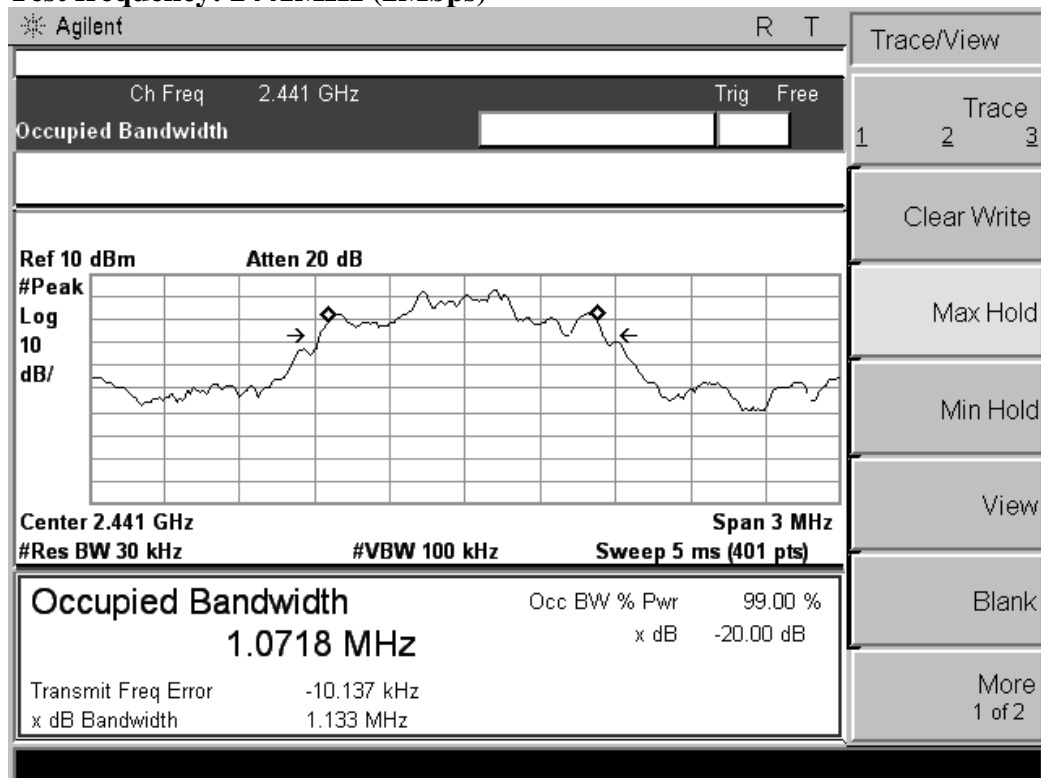 Test frequency: 2441MHz (2Mbps)
Agilent R T
Trace/View
Ch Freq 2.441 GHz Trig Free
Occupied Bandwidth
Trace
1 2 3
Clear Write
Ref 10 dBm Atten 20 dB
#Peak
Log
10
dB/
Max Hold
Min Hold
View
Center 2.441 GHz Span 3 MHz
#Res BW 30 kHz #VBW 100 kHz Sweep 5 ms (401 pts)
Occupied Bandwidth
1.0718 MHz
Occ BW % Pwr 99.00 %
x dB -20.00 dB
Blank
Transmit Freq Error -10.137 kHz
x dB Bandwidth 1.133 MHz
More
1 of 2